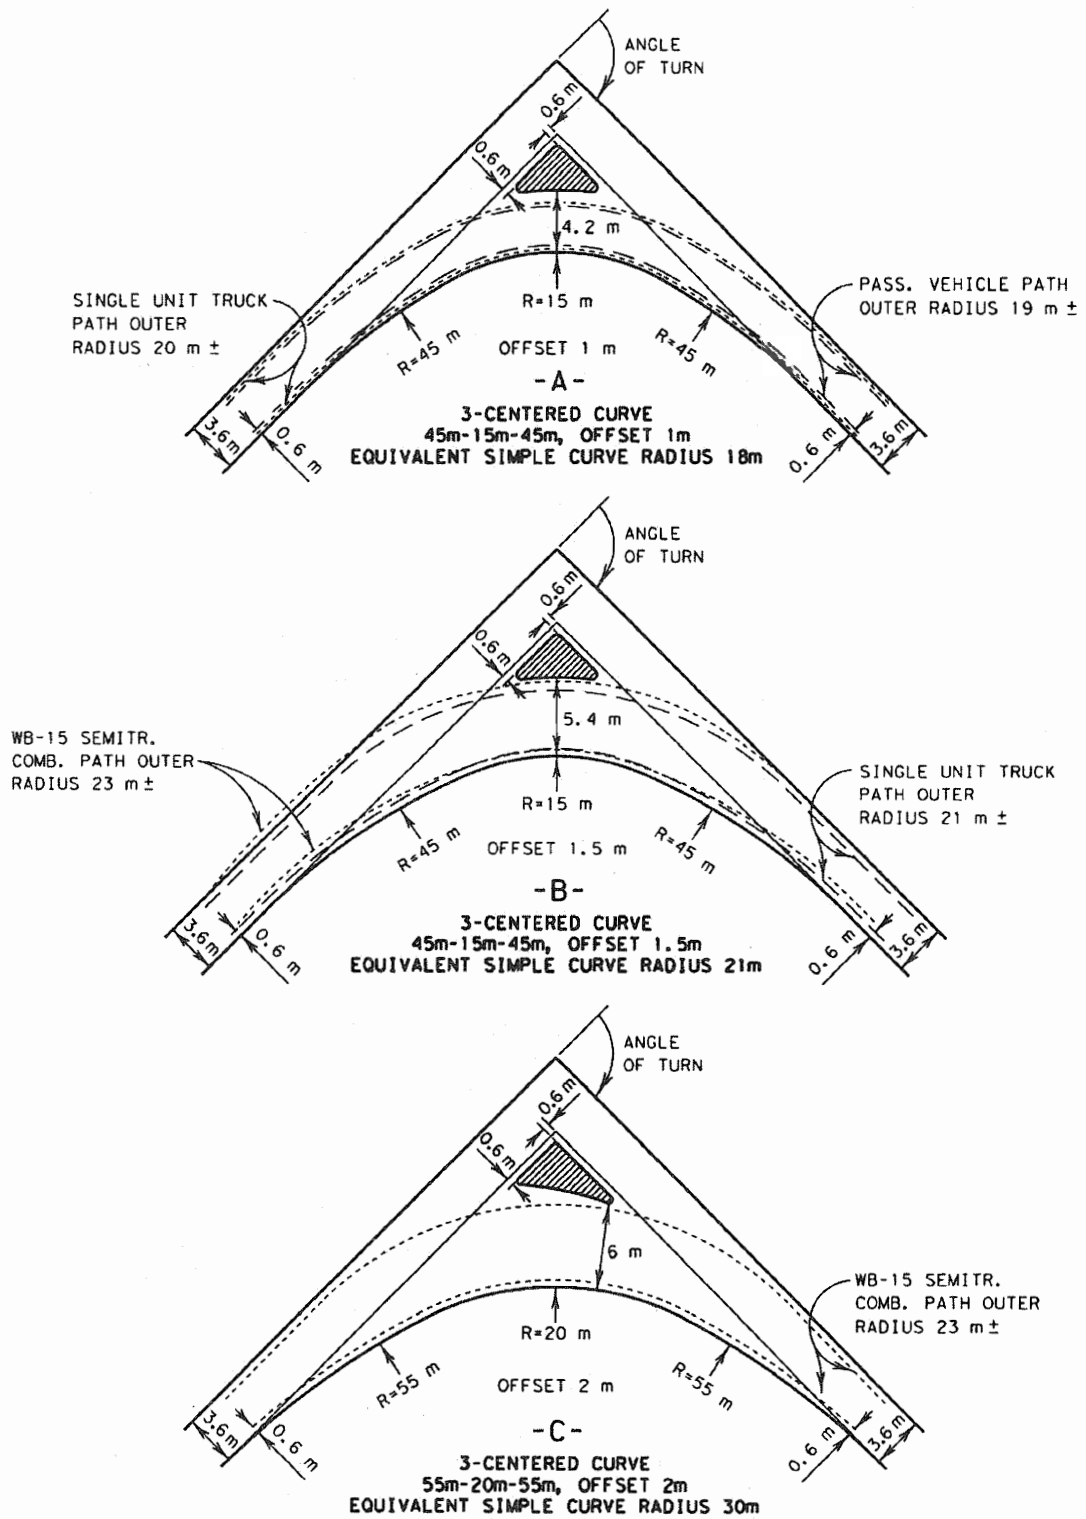 ANGLE
OF TURN
0.6 m
0.6 m
4.2 m
SINGLE UNIT TRUCK
PATH OUTER
RADIUS 20 m ±
PASS. VEHICLE PATH
OUTER RADIUS 19 m ±
R=15 m
R=45 m
R=45 m
OFFSET 1 m
-A-
3.6 m
0.6 m
0.6 m
3.6 m
3-CENTERED CURVE
45m-15m-45m, OFFSET 1m
EQUIVALENT SIMPLE CURVE RADIUS 18m
ANGLE
OF TURN
0.6 m
0.6 m
5.4 m
WB-15 SEMITR.
COMB. PATH OUTER
RADIUS 23 m ±
SINGLE UNIT TRUCK
PATH OUTER
RADIUS 21 m ±
R=15 m
R=45 m
R=45 m
OFFSET 1.5 m
-B-
3.6 m
0.6 m
0.6 m
3.6 m
3-CENTERED CURVE
45m-15m-45m, OFFSET 1.5m
EQUIVALENT SIMPLE CURVE RADIUS 21m
ANGLE
OF TURN
0.6 m
0.6 m
6 m
WB-15 SEMITR.
COMB. PATH OUTER
RADIUS 23 m ±
R=20 m
R=55 m
R=55 m
OFFSET 2 m
-C-
3.6 m
0.6 m
0.6 m
3.6 m
3-CENTERED CURVE
55m-20m-55m, OFFSET 2m
EQUIVALENT SIMPLE CURVE RADIUS 30m